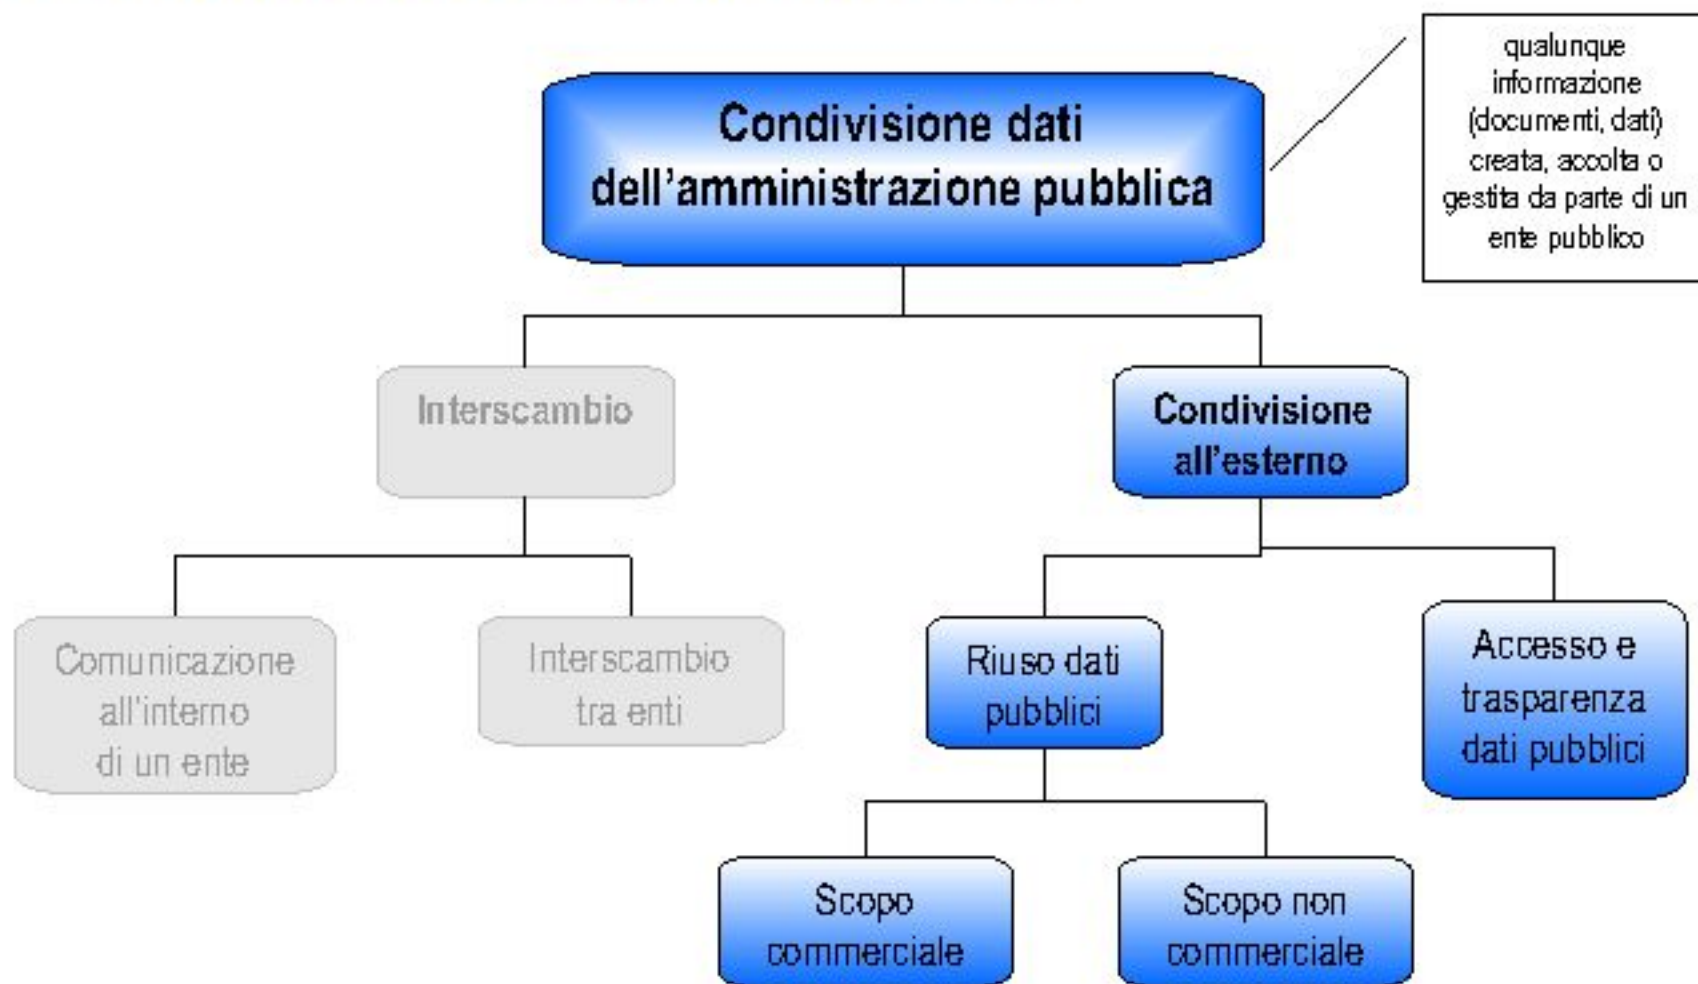 qualunque
informazione
(documenti, dati)
creata, accolta o
gestita da parte di un
ente pubblico
Condivisione dati
dell'amministrazione pubblica
Interscambio
Condivisione
all'esterno
Comunicazione
all'interno
di un ente
Interscambio
tra enti
Riuso dati
pubblici
Accesso e
trasparenza
dati pubblici
Scopo
commerciale
Scopo non
commerciale